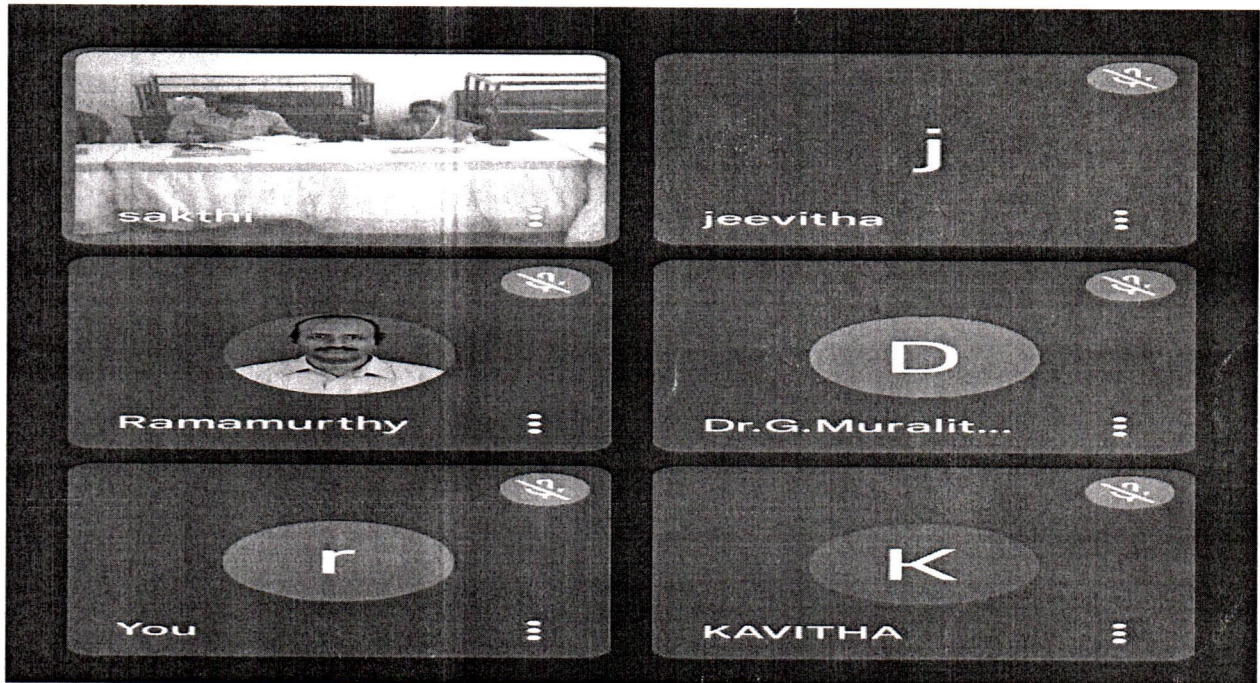 sakthi
j
jeevitha
Ramamurthy
D
Dr.G.Muralit...
r
You
K
KAVITHA